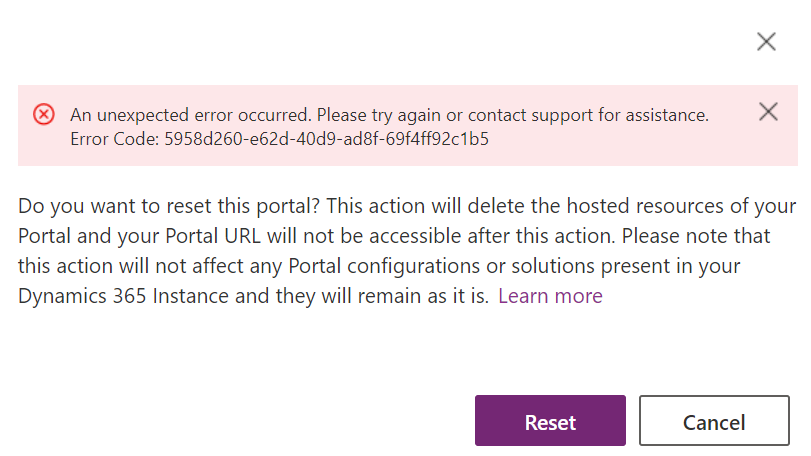 An unexpected error occurred. Please try again or contact support for assistance.
Error Code: 5958d260-e62d-40d9-ad8f-69f4ff92c1b5
Do you want to reset this portal? This action will delete the hosted resources of your
Portal and your Portal URL will not be accessible after this action. Please note that
this action will not affect any Portal configurations or solutions present in your
Dynamics 365 Instance and they will remain as it is. Learn more
Reset Cancel